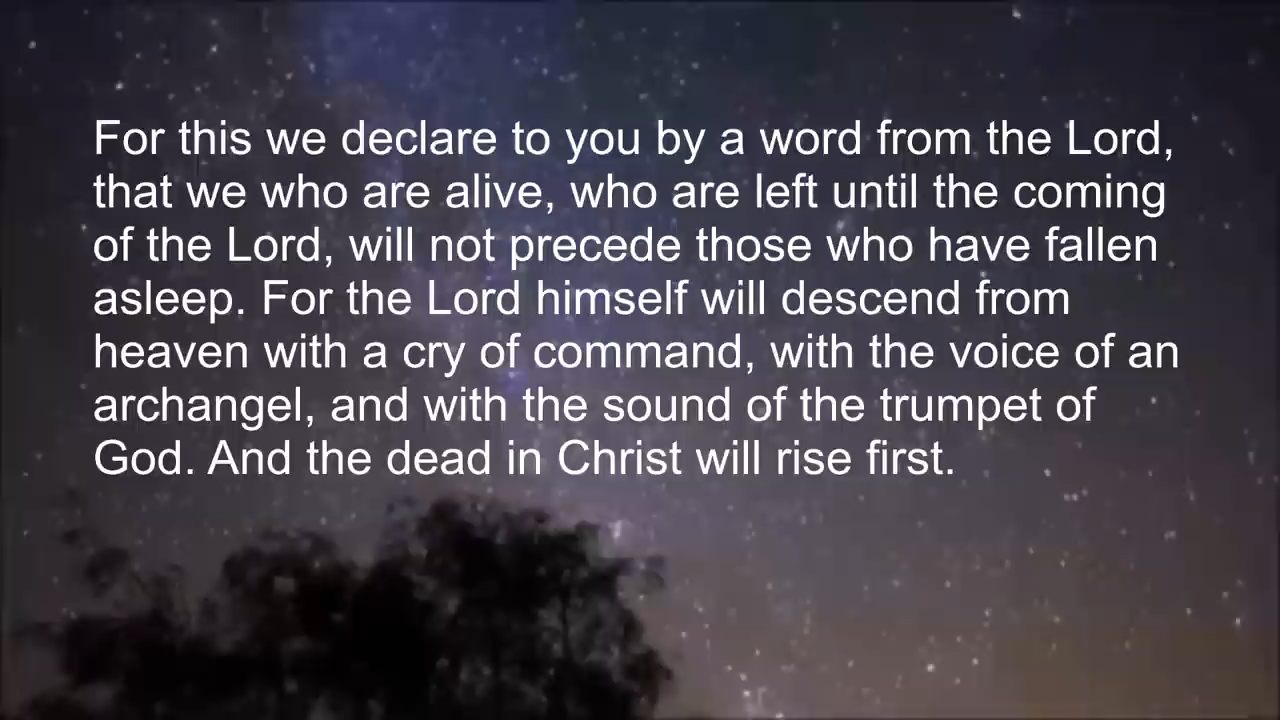 For this we declare to you by a word from the Lord,
that we who are alive, who are left until the coming
of the Lord, will not precede those who have fallen
asleep. For the Lord himself will descend from
heaven with a cry of command, with the voice of an
archangel, and with the sound of the trumpet of
God. And the dead in Christ will rise first.